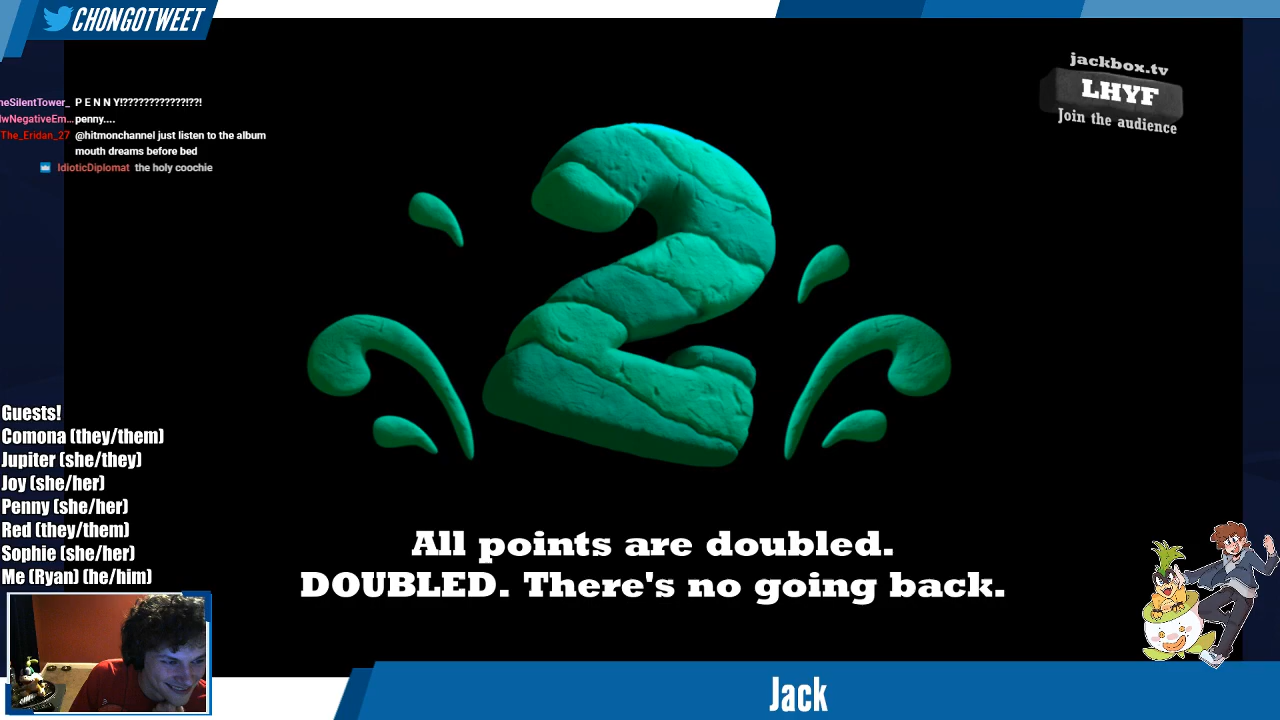 CHONGOTWEET
jackbox.tv
LHYF
Join the audience
heSilentTower_ P E N N Y!????????????!??!
penny....
The_Eridan_27 @hitmonchannel just listen to the album
mouth dreams before bed
IdioticDiplomat the holy coochie
2
Guests!
Comona (they/them)
Jupiter (she/they)
Joy (she/her)
Penny (she/her)
Red (they/them)
Sophie (she/her)
Me (Ryan) (he/him)
All points are doubled.
DOUBLED. There's no going back.
Jack